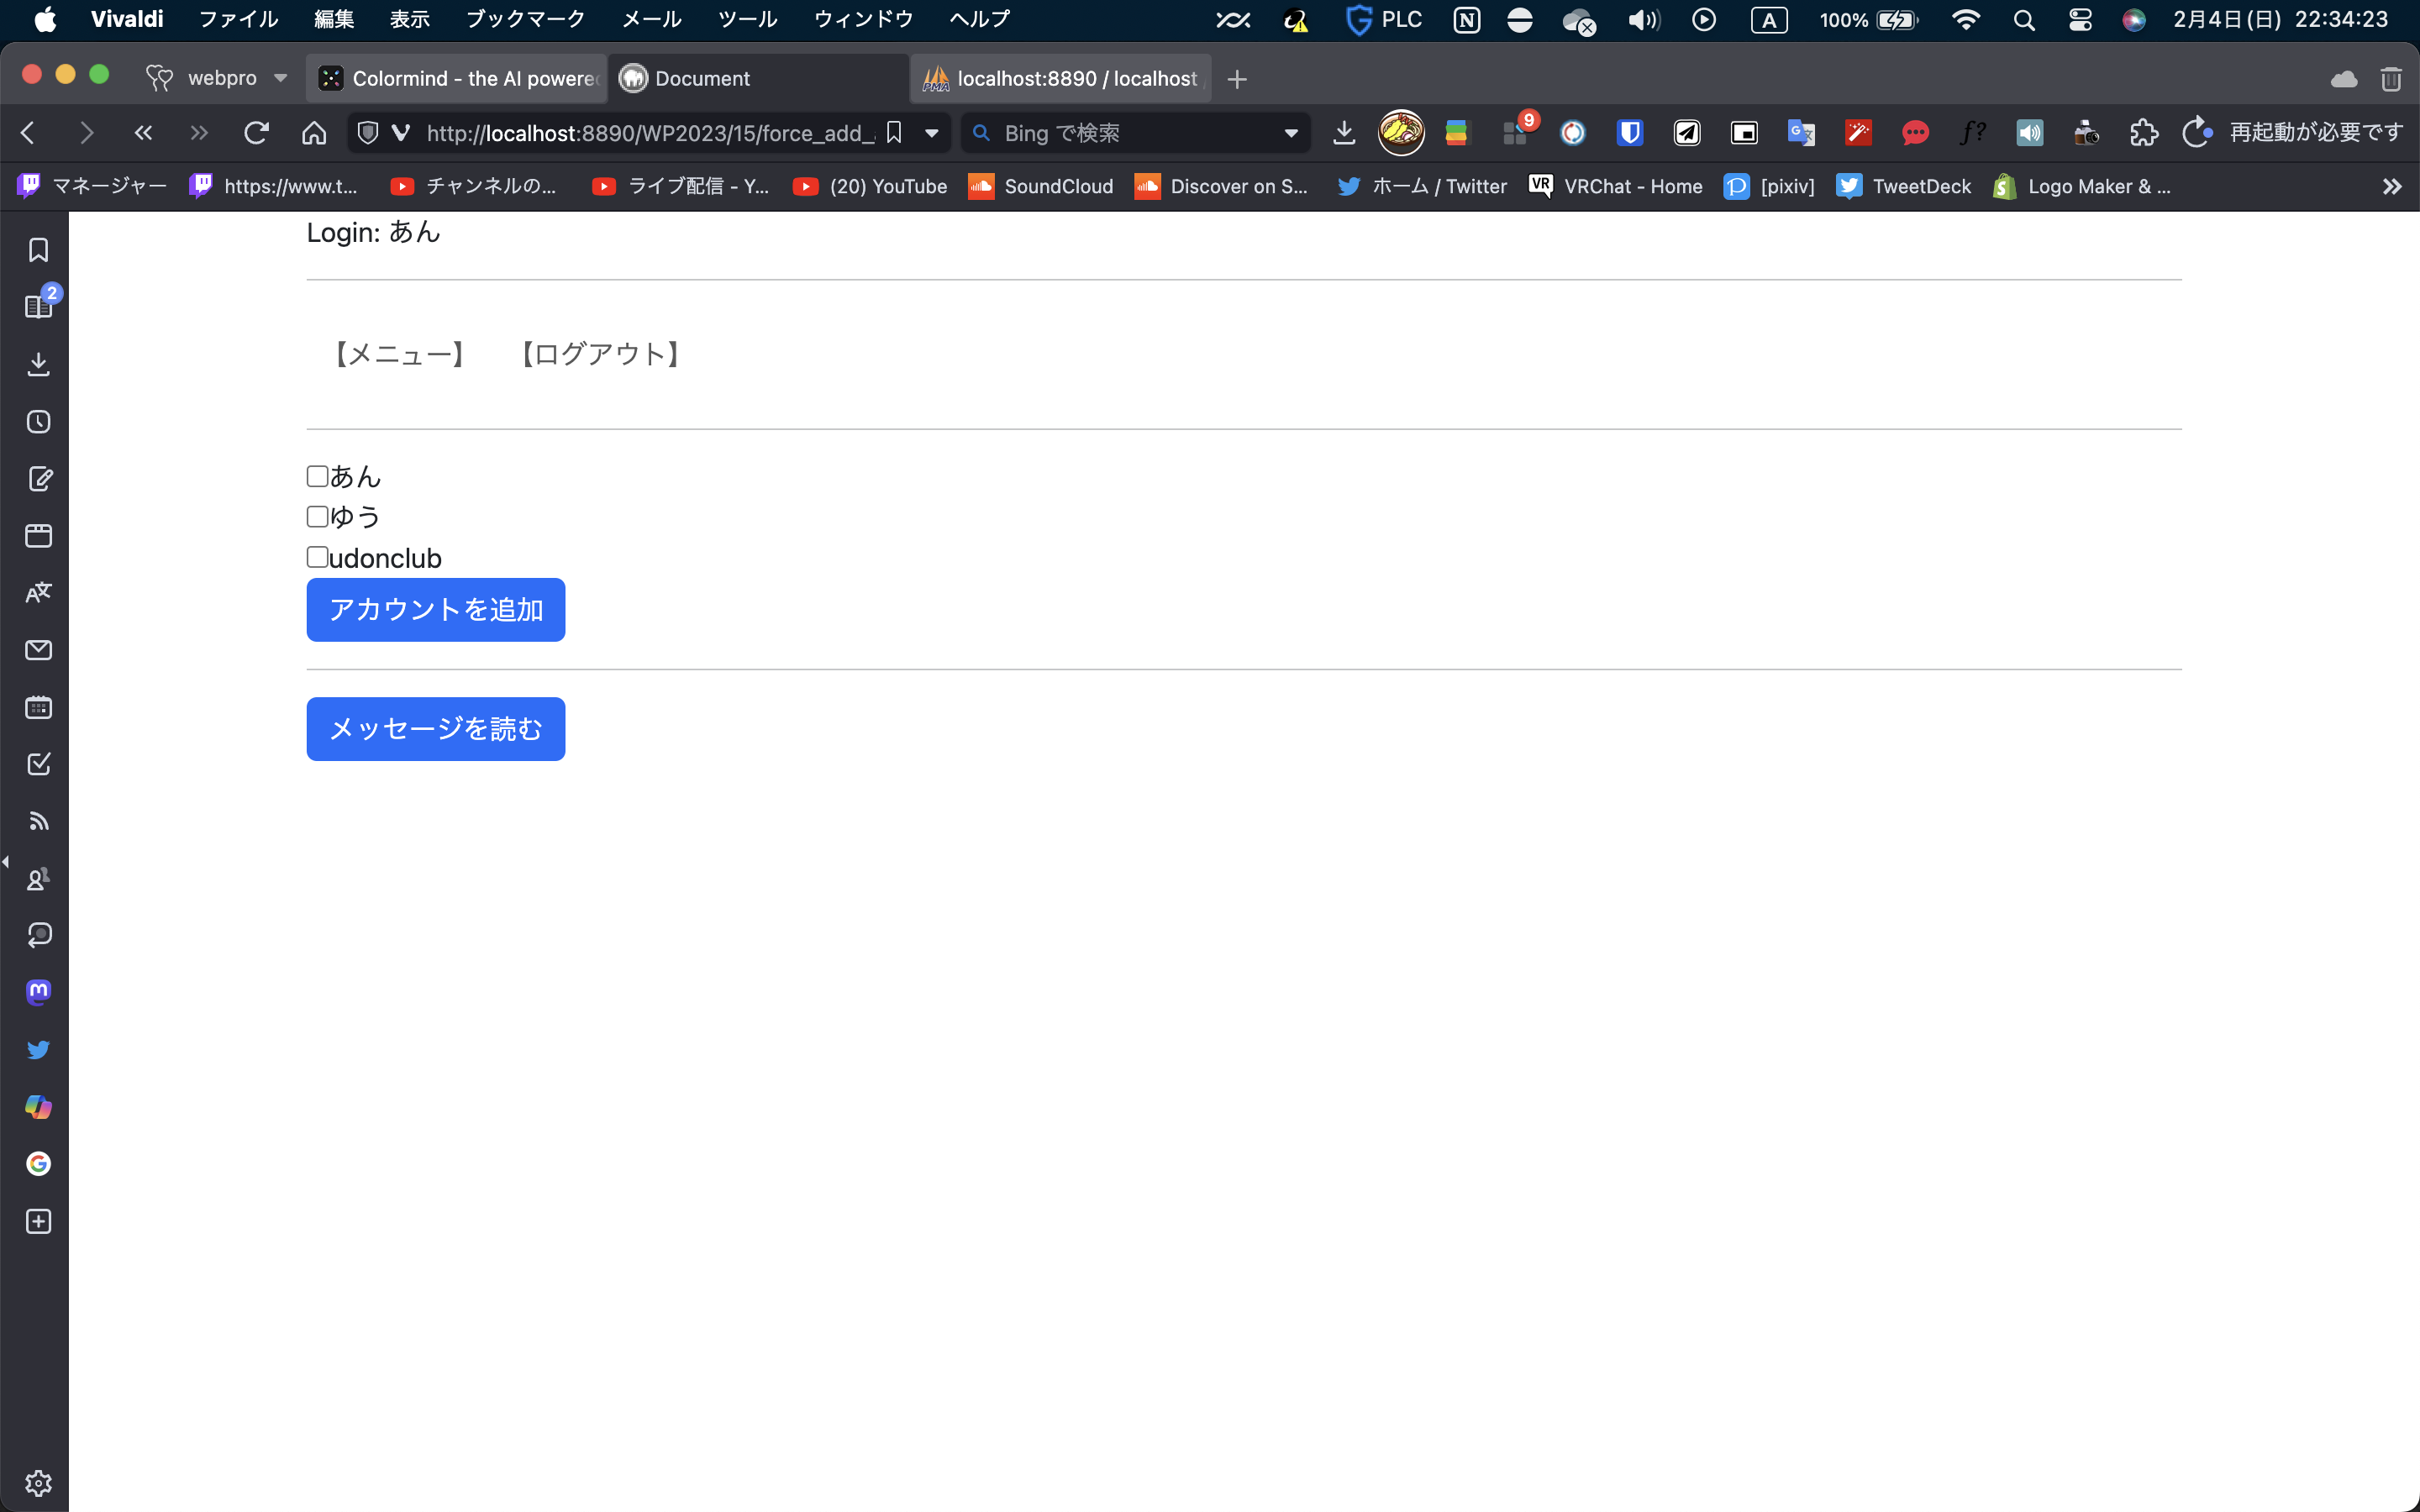 Vivaldi ファイル 編集 表示 ブックマーク メール ツール ウィンドウ ヘルプ PLC A 100% 2月4日(日) 22:34:23
webpro Colormind - the AI powered Document localhost:8890 / localhost
http://localhost:8890/WP2023/15/force_add_ Bing で検索 9 再起動が必要です
マネージャー https://www.t... チャンネルの... ライブ配信 - Y... (20) YouTube SoundCloud Discover on S... ホーム / Twitter VRChat - Home [pixiv] TweetDeck Logo Maker & ...
2
Login: あん
【メニュー】 【ログアウト】
あん
ゆう
udonclub
アカウントを追加
メッセージを読む